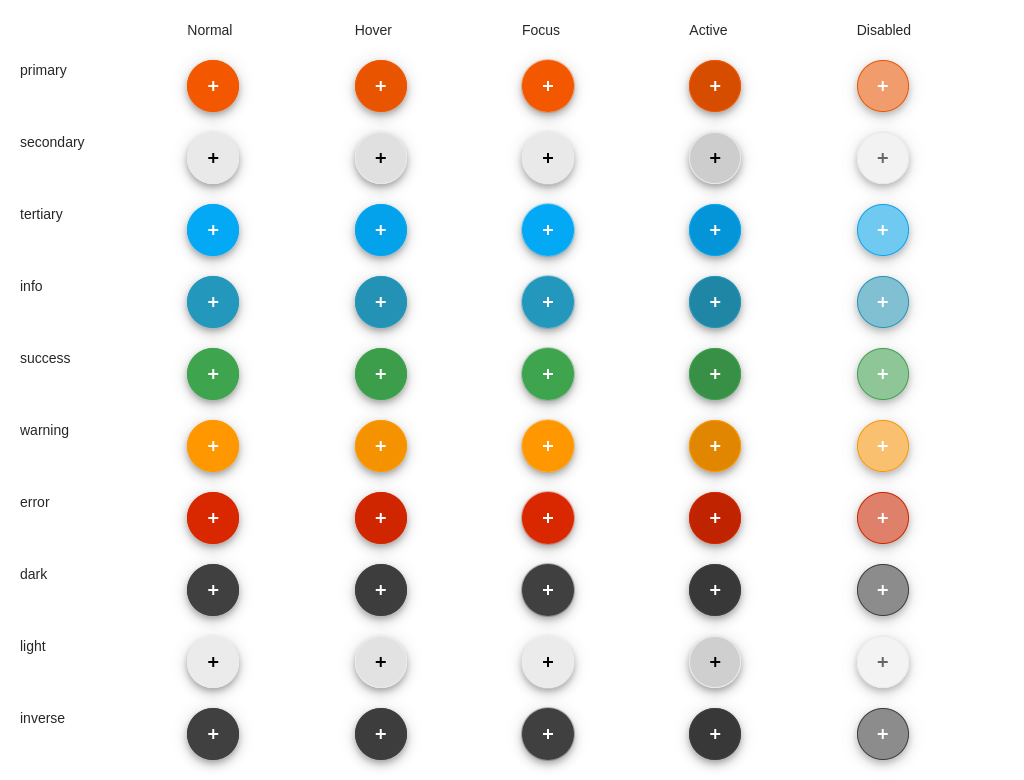 Normal Hover Focus Active Disabled
primary + + + + +
secondary + + + + +
tertiary + + + + +
info + + + + +
success + + + + +
warning + + + + +
error + + + + +
dark + + + + +
light + + + + +
inverse + + + + +